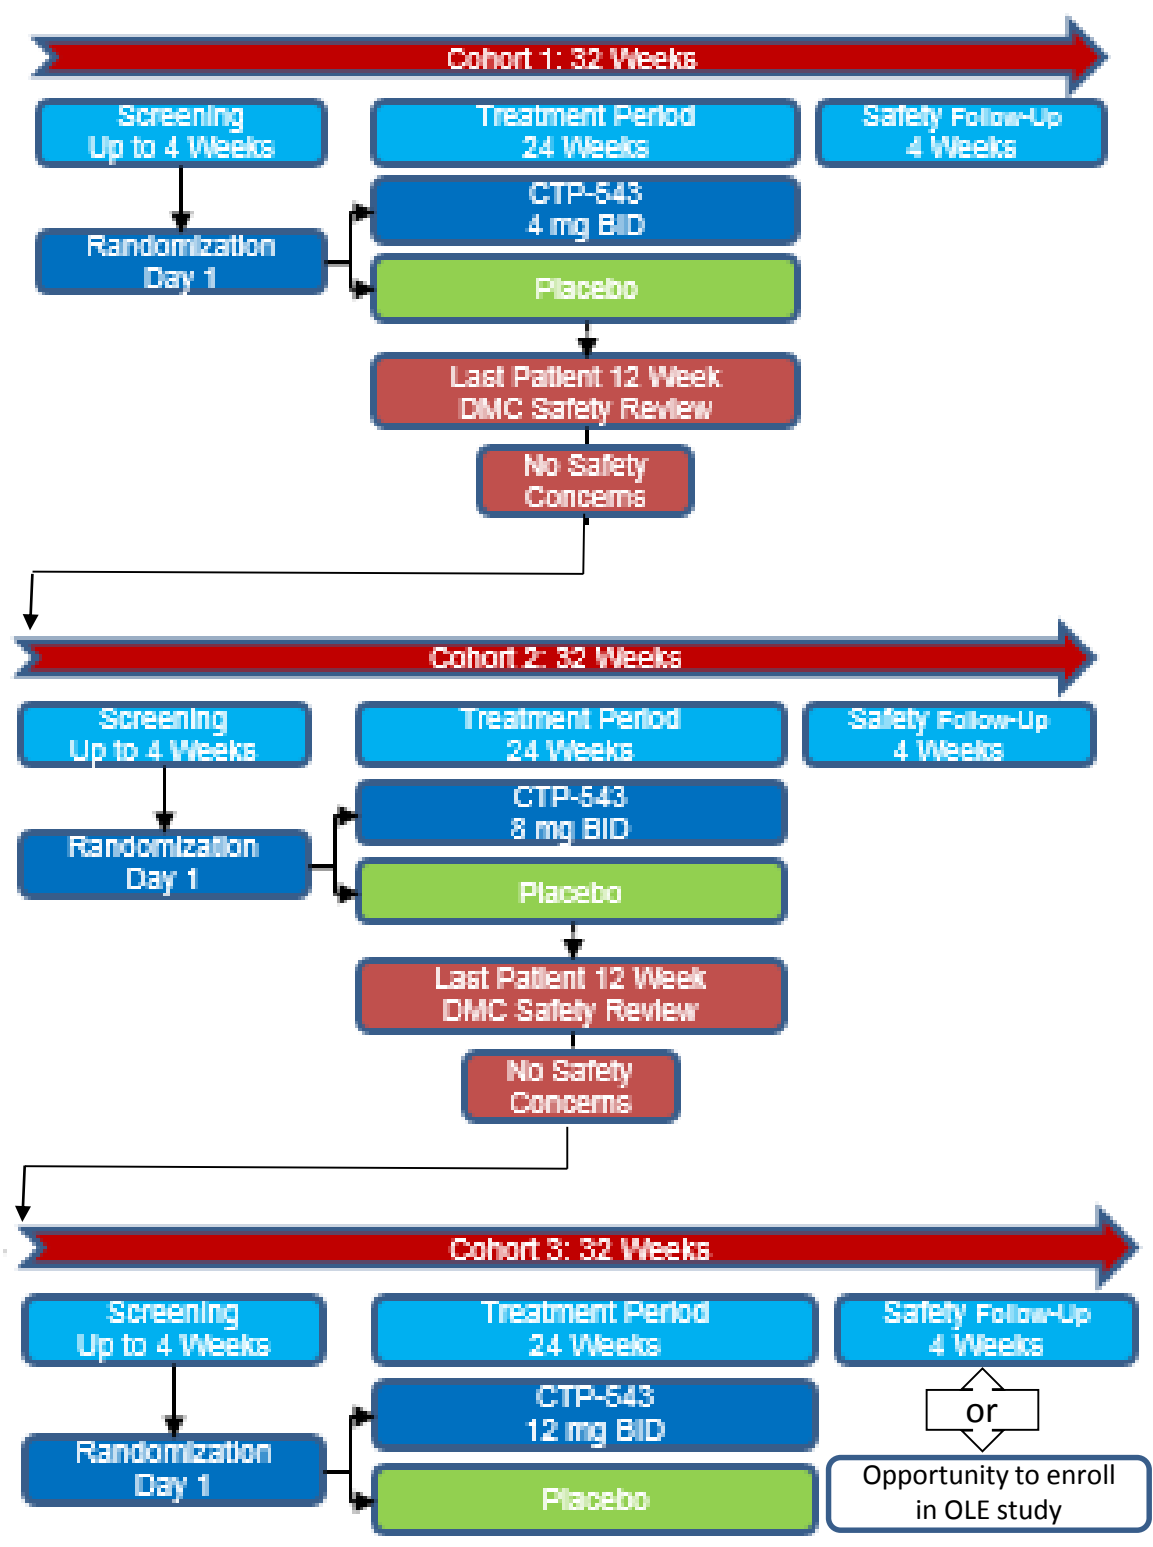 Cohort 1: 32 Weeks
Screening
Up to 4 Weeks
Treatment Period
24 Weeks
Safety Follow-Up
4 Weeks
CTP-543
4 mg BID
Randomization
Day 1
Placebo
Last Patient 12 Week
DMC Safety Review
No Safety
Concerns
Cohort 2: 32 Weeks
Screening
Up to 4 Weeks
Treatment Period
24 Weeks
Safety Follow-Up
4 Weeks
CTP-543
8 mg BID
Randomization
Day 1
Placebo
Last Patient 12 Week
DMC Safety Review
No Safety
Concerns
Cohort 3: 32 Weeks
Screening
Up to 4 Weeks
Treatment Period
24 Weeks
Safety Follow-Up
4 Weeks
CTP-543
12 mg BID
or
Randomization
Day 1
Placebo
Opportunity to enroll
in OLE study